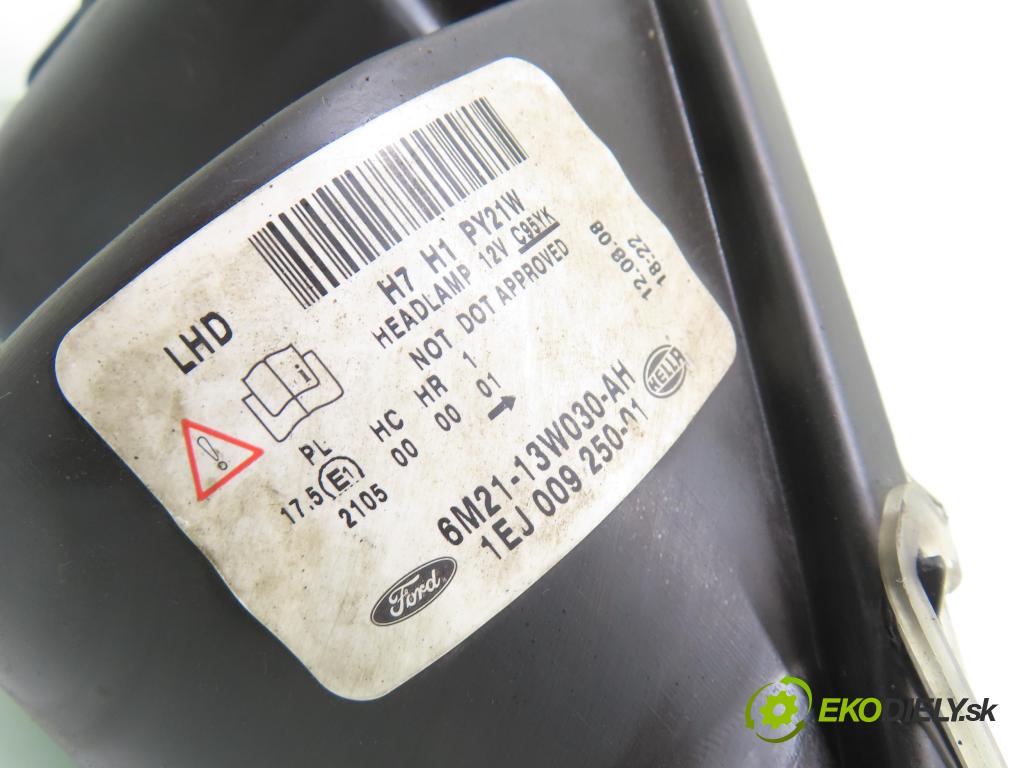 LHD
H7 H1 PY21W
HEADLAMP 12V C95YK
NOT DOT APPROVED
12.08.08
18:22
PL HC HR 1
17.5 E1 00 00 01
2105
6M21-13W030-AH
1EJ 009 250-01
HELLA
Ford
EKODIELY.sk